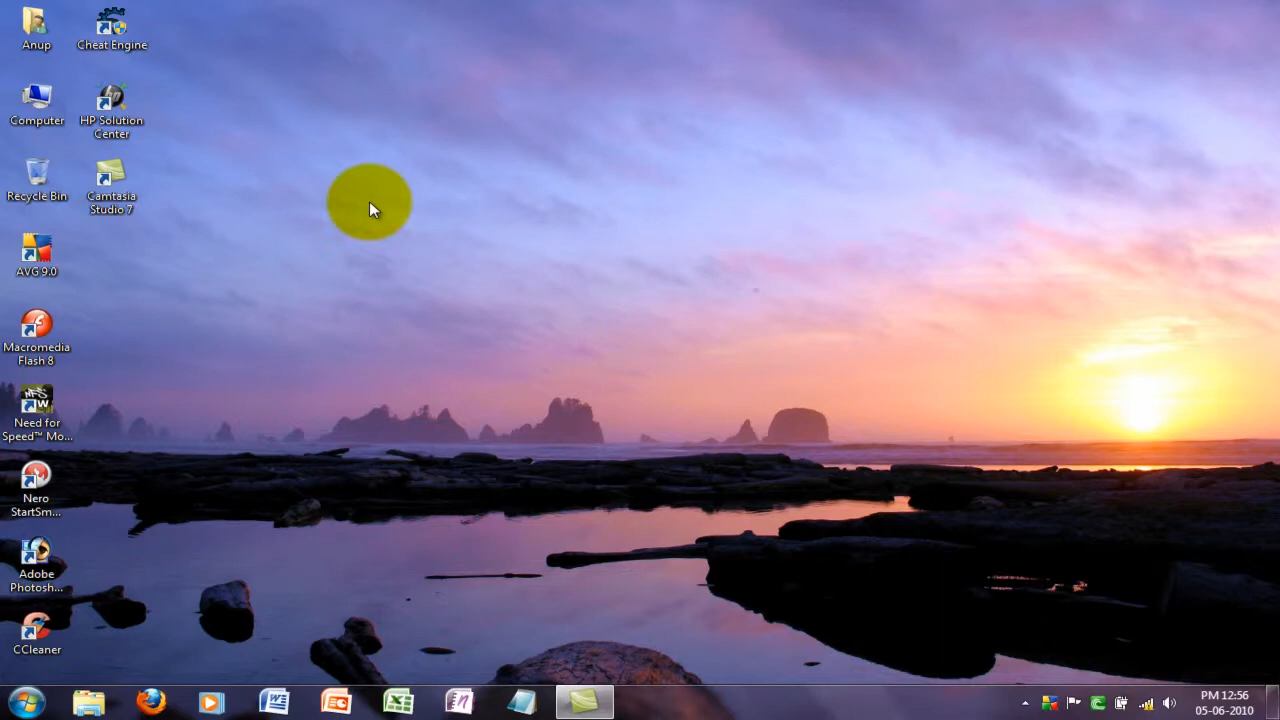 Anup
Cheat Engine
Computer
HP Solution
Center
Recycle Bin
Camtasia
Studio 7
AVG 9.0
Macromedia
Flash 8
Need for
Speed™ Mo...
Nero
StartSm...
Adobe
Photosh...
CCleaner
PM 12:56
05-06-2010